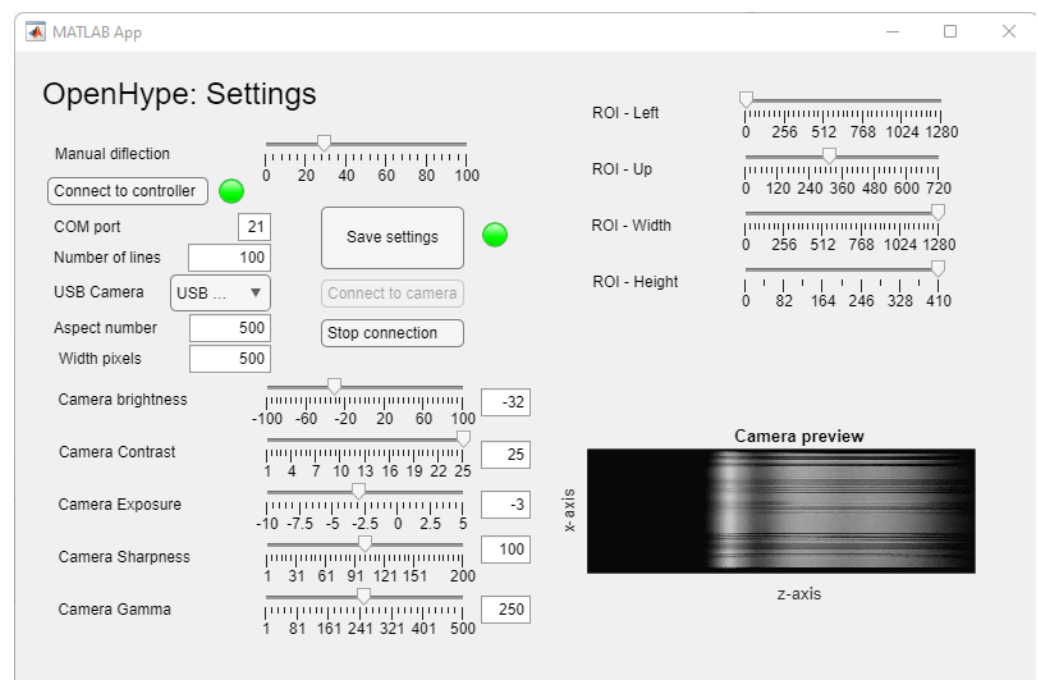 MATLAB App
OpenHype: Settings
Manual diflection
0 20 40 60 80 100
Connect to controller
COM port 21
Number of lines 100
USB Camera USB ...
Aspect number 500
Width pixels 500
Save settings
Connect to camera
Stop connection
Camera brightness
-100 -60 -20 20 60 100
-32
Camera Contrast
1 4 7 10 13 16 19 22 25
25
Camera Exposure
-10 -7.5 -5 -2.5 0 2.5 5
-3
Camera Sharpness
1 31 61 91 121 151 200
100
Camera Gamma
1 81 161 241 321 401 500
250
ROI - Left
0 256 512 768 1024 1280
ROI - Up
0 120 240 360 480 600 720
ROI - Width
0 256 512 768 1024 1280
ROI - Height
0 82 164 246 328 410
Camera preview
x-axis
z-axis